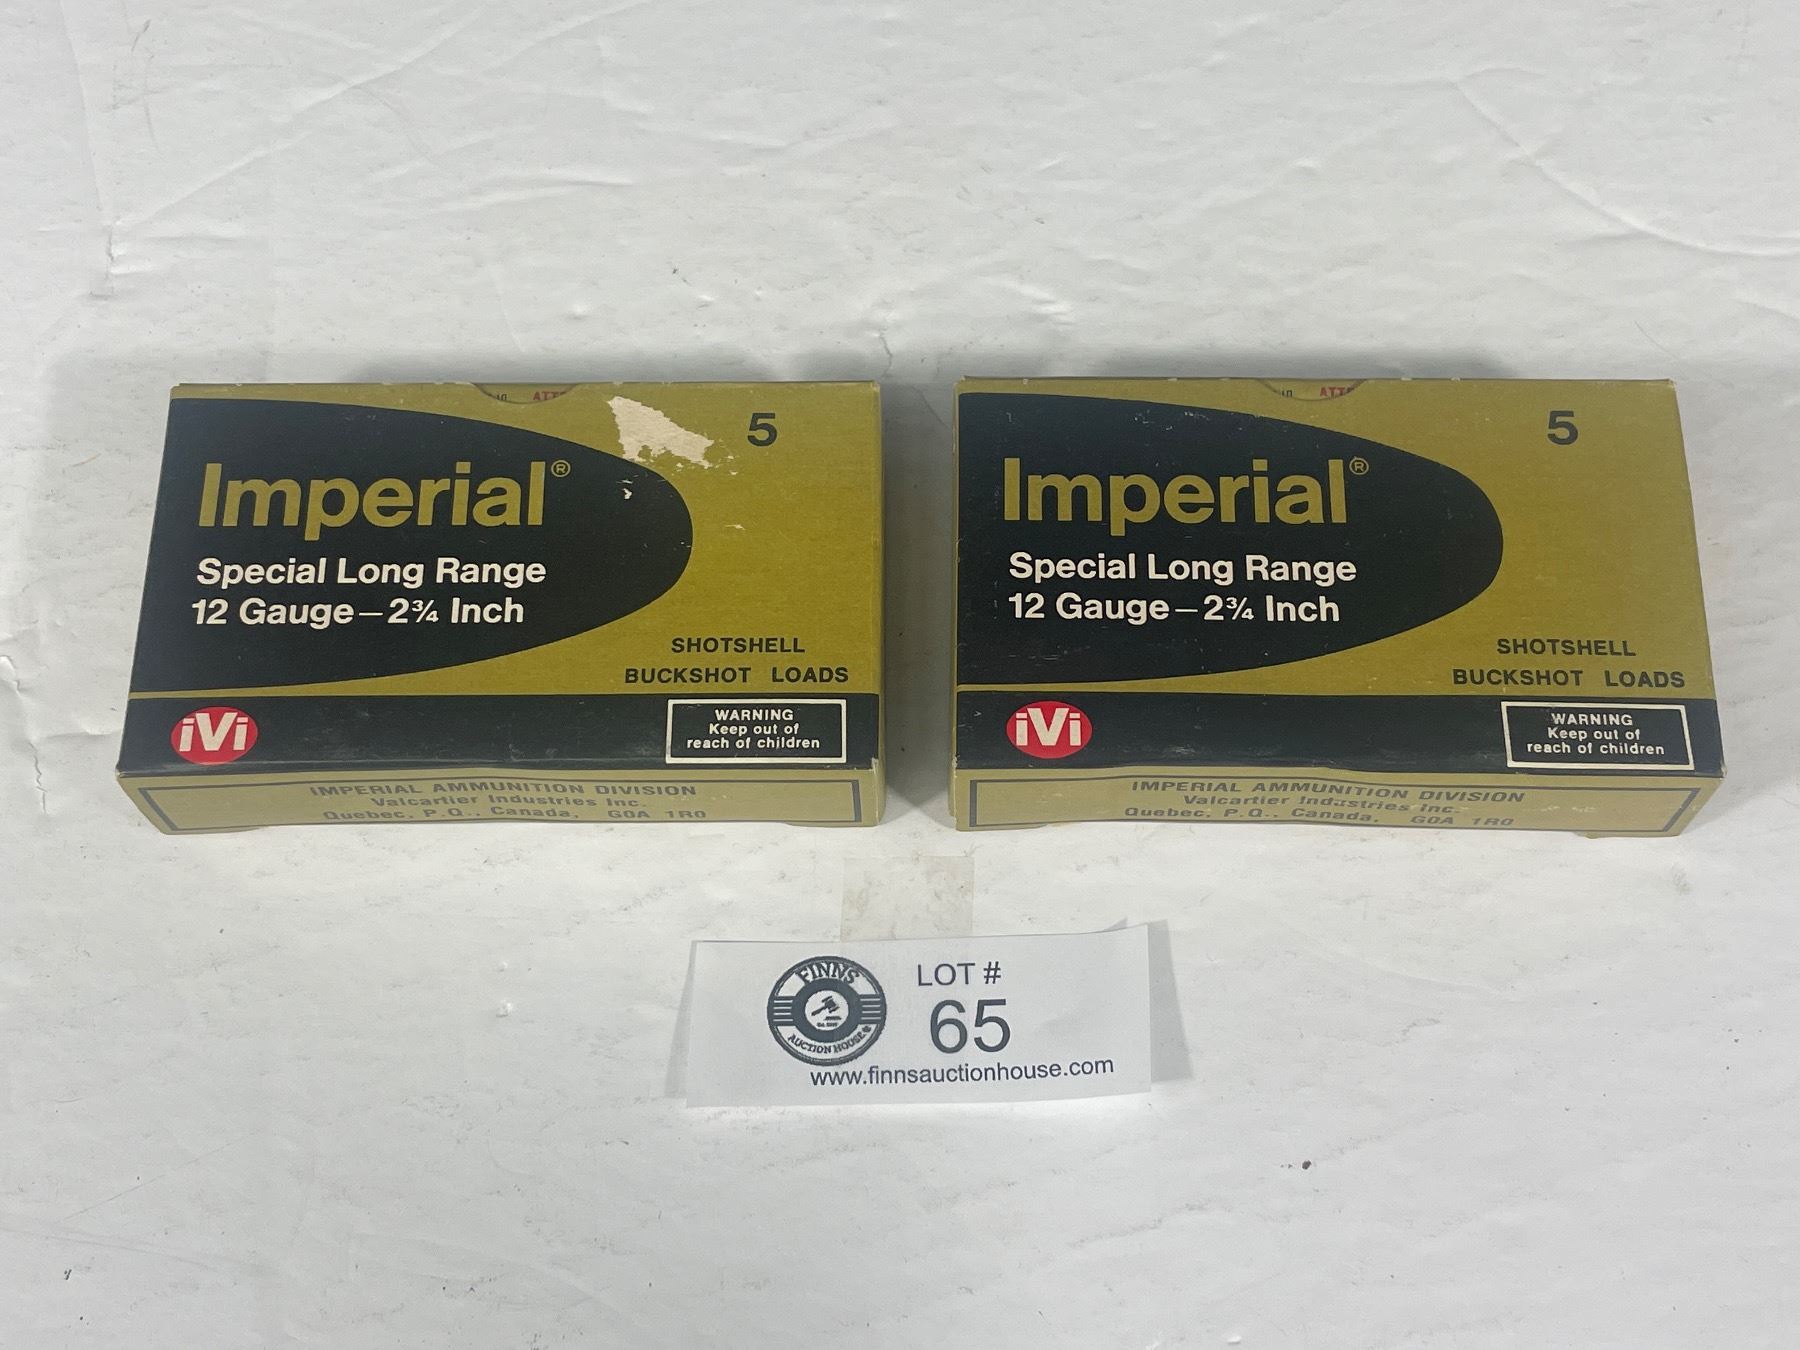 ATT
5
Imperial®
Special Long Range
12 Gauge – 2¾ Inch
SHOTSHELL
BUCKSHOT LOADS
iVi
WARNING
Keep out of
reach of children
IMPERIAL AMMUNITION DIVISION
Valcartier Industries Inc.
Quebec, P.Q., Canada, G0A 1R0
ATT
5
Imperial®
Special Long Range
12 Gauge – 2¾ Inch
SHOTSHELL
BUCKSHOT LOADS
iVi
WARNING
Keep out of
reach of children
IMPERIAL AMMUNITION DIVISION
Valcartier Industries Inc.
Quebec, P.Q., Canada, G0A 1R0
FINNS
AUCTION HOUSE
LOT #
65
www.finnsauctionhouse.com